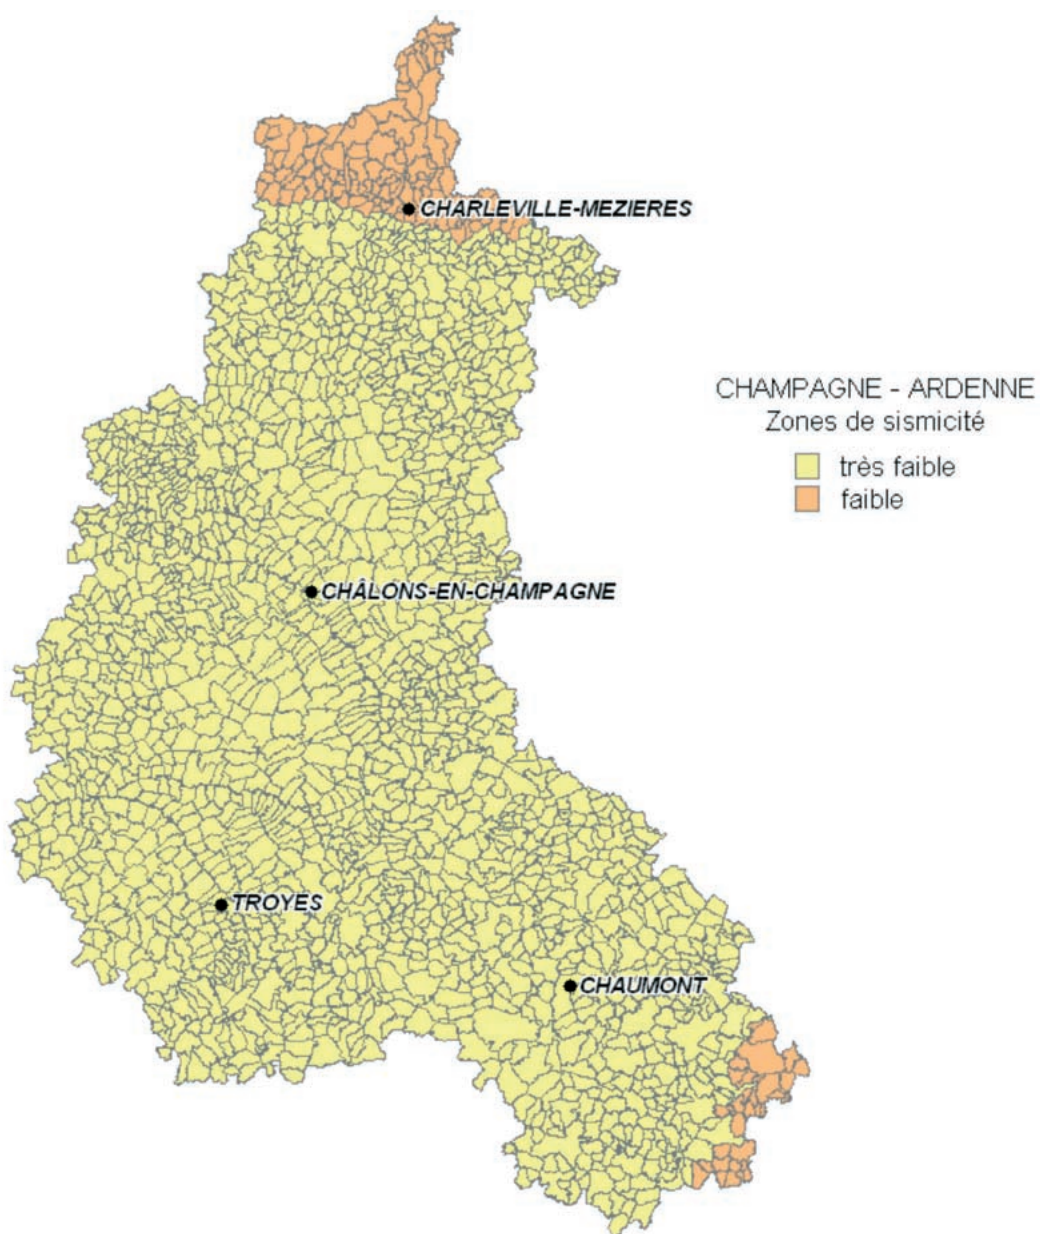 CHARLEVILLE-MEZIERES
CHAMPAGNE - ARDENNE
Zones de sismicité
très faible
faible
CHÂLONS-EN-CHAMPAGNE
TROYES
CHAUMONT